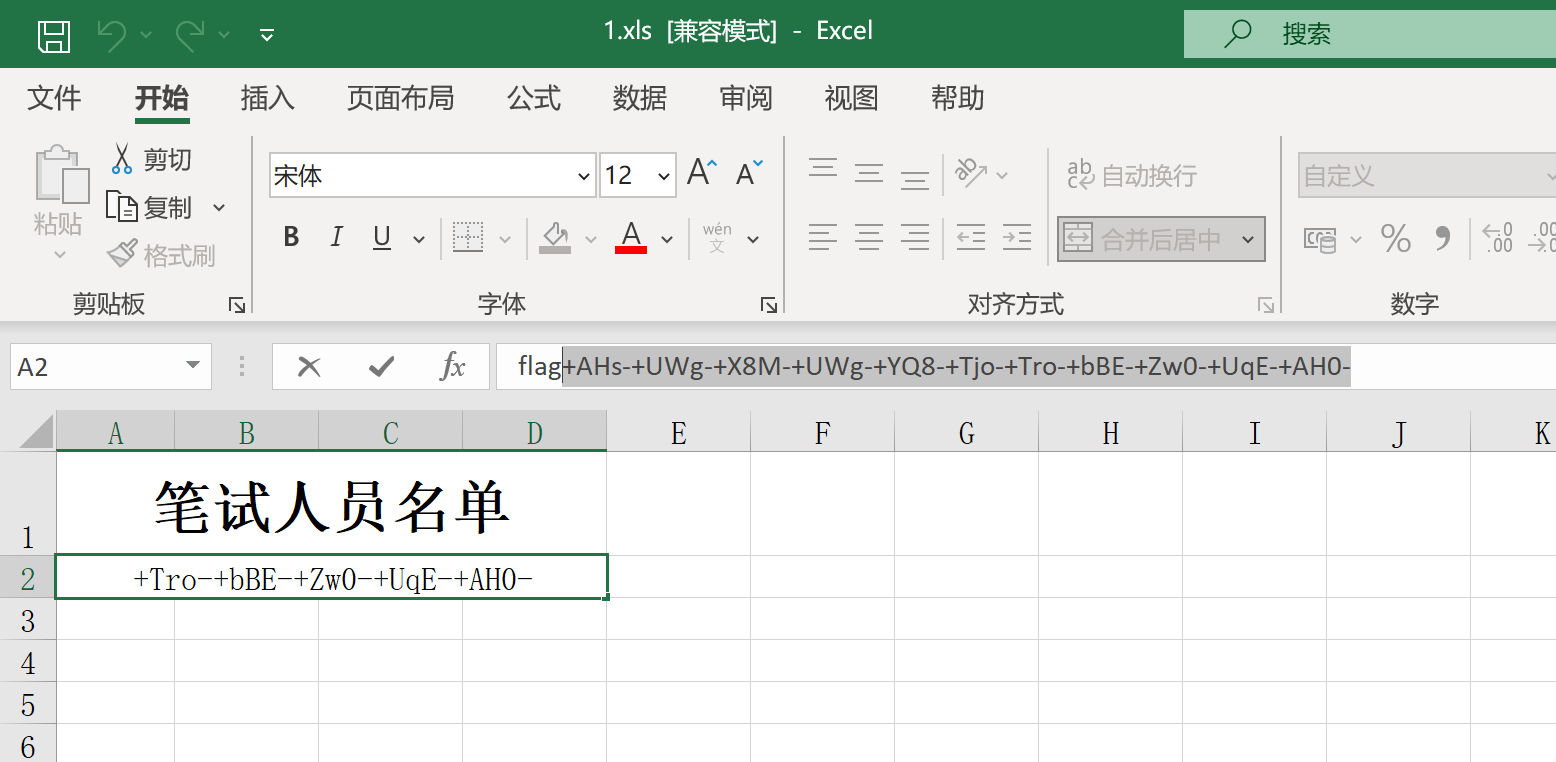 1.xls [兼容模式] - Excel
搜索
文件 开始 插入 页面布局 公式 数据 审阅 视图 帮助
粘贴
剪切
复制
格式刷
剪贴板
宋体 12 A A
B I U A wén 文
字体
ab c 自动换行
合并后居中
对齐方式
自定义
% .00 .00
数字
A2 fx flag+AHs-+UWg-+X8M-+UWg-+YQ8-+Tjo-+Tro-+bBE-+Zw0-+UqE-+AH0-
A B C D E F G H I J K
1 笔试人员名单
2 +Tro-+bBE-+Zw0-+UqE-+AH0-
3
4
5
6